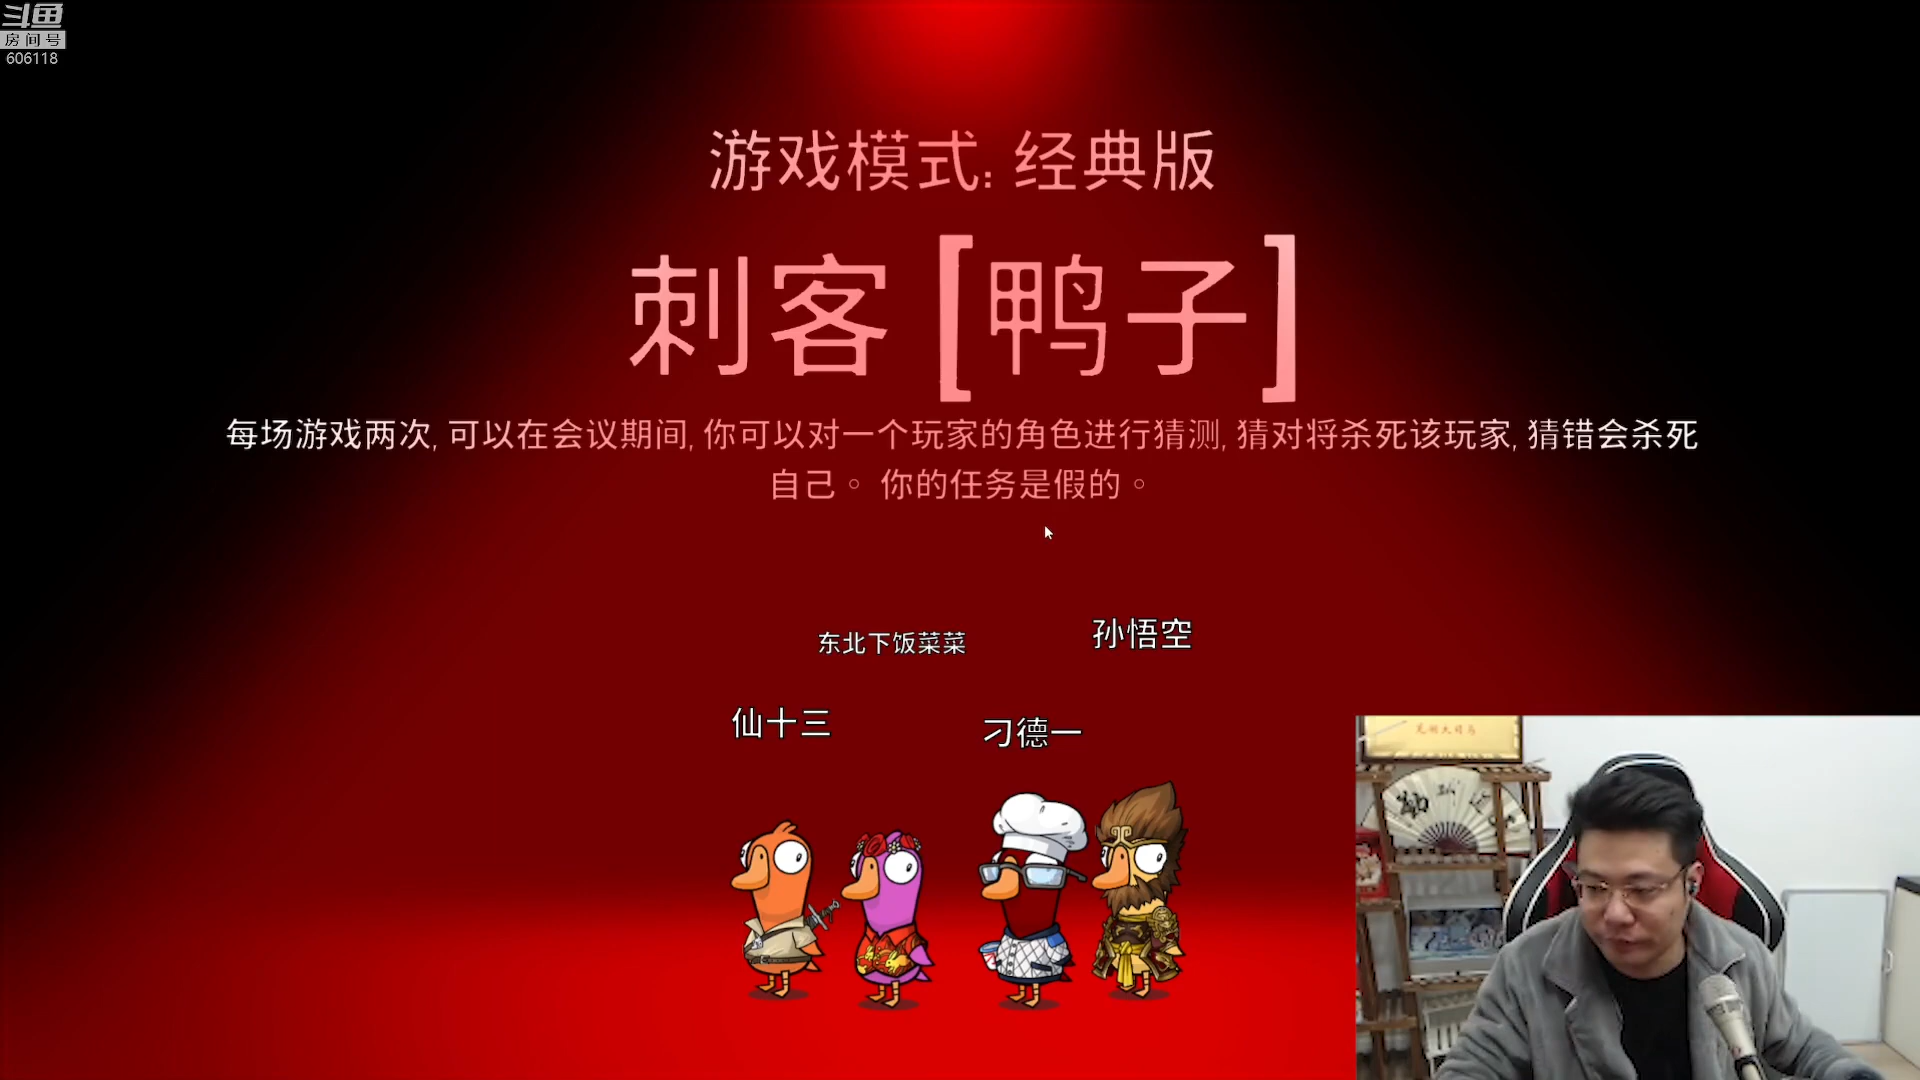 斗鱼
房间号
606118
游戏模式: 经典版
刺客 [鸭子]
每场游戏两次, 可以在会议期间, 你可以对一个玩家的角色进行猜测, 猜对将杀死该玩家, 猜错会杀死
自己。 你的任务是假的。
东北下饭菜菜
孙悟空
仙十三
刁德一